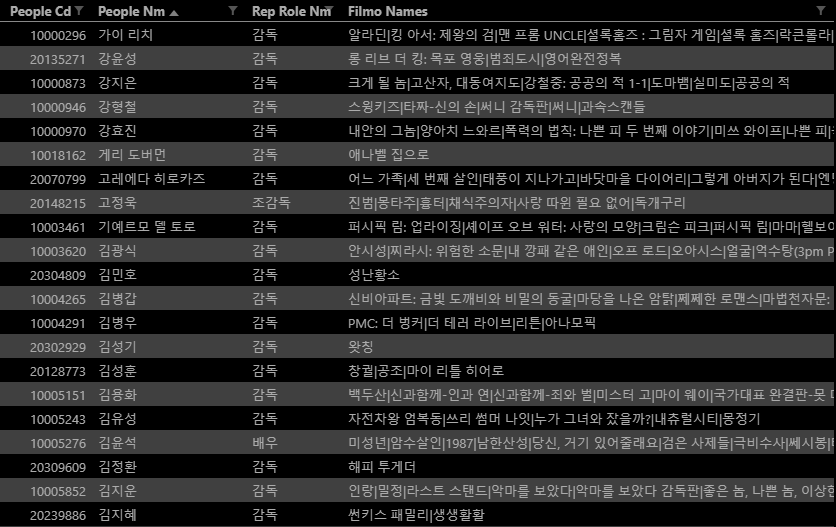 People Cd People Nm Rep Role Nm Filmo Names
10000296 가이 리치 감독 알라딘|킹 아서: 제왕의 검|맨 프롬 UNCLE|셜록홈즈 : 그림자 게임|셜록 홈즈|락큰롤라|
20135271 강윤성 감독 롱 리브 더 킹: 목포 영웅|범죄도시|영어완전정복
10000873 강지은 감독 크게 될 놈|고산자, 대동여지도|강철중: 공공의 적 1-1|도마뱀|실미도|공공의 적
10000946 강형철 감독 스윙키즈|타짜-신의 손|써니 감독판|써니|과속스캔들
10000970 강효진 감독 내안의 그놈|양아치 느와르|폭력의 법칙: 나쁜 피 두 번째 이야기|미쓰 와이프|나쁜 피|
10018162 게리 도버먼 감독 애나벨 집으로
20070799 고레에다 히로카즈 감독 어느 가족|세 번째 살인|태풍이 지나가고|바닷마을 다이어리|그렇게 아버지가 된다|엔딩
20148215 고정욱 조감독 진범|몽타주|흉터|채식주의자|사랑 따윈 필요 없어|독개구리
10003461 기예르모 델 토로 감독 퍼시픽 림: 업라이징|셰이프 오브 워터: 사랑의 모양|크림슨 피크|퍼시픽 림|마마|헬보이
10003620 김광식 감독 안시성|찌라시: 위험한 소문|내 깡패 같은 애인|오프 로드|오아시스|얼굴|역수탕(3pm P
20304809 김민호 감독 성난황소
10004265 김병갑 감독 신비아파트: 금빛 도깨비와 비밀의 동굴|마당을 나온 암탉|쩨쩨한 로맨스|마법천자문:
10004291 김병우 감독 PMC: 더 벙커|더 테러 라이브|리튼|아나모픽
20302929 김성기 감독 왓칭
20128773 김성훈 감독 창궐|공조|마이 리틀 히어로
10005151 김용화 감독 백두산|신과함께-인과 연|신과함께-죄와 벌|미스터 고|마이 웨이|국가대표 완결판-못 다
10005243 김유성 감독 자전차왕 엄복동|쓰리 썸머 나잇|누가 그녀와 잤을까?|내츄럴시티|몽정기
10005276 김윤석 배우 미성년|암수살인|1987|남한산성|당신, 거기 있어줄래요|검은 사제들|극비수사|쎄시봉|
20309609 김정환 감독 해피 투게더
10005852 김지운 감독 인랑|밀정|라스트 스탠드|악마를 보았다|악마를 보았다 감독판|좋은 놈, 나쁜 놈, 이상한
20239886 김지혜 감독 썬키스 패밀리|생생활활